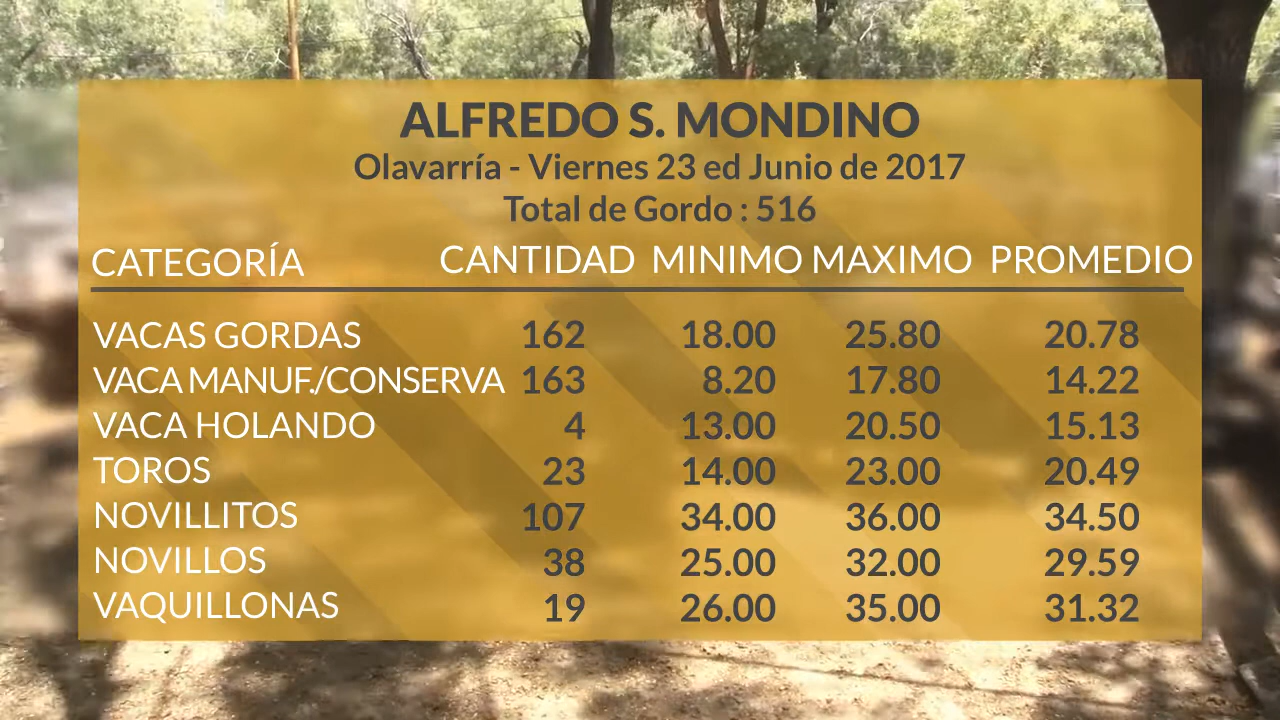 ALFREDO S. MONDINO
Olavarría - Viernes 23 ed Junio de 2017
Total de Gordo : 516
CATEGORÍA CANTIDAD MINIMO MAXIMO PROMEDIO
VACAS GORDAS 162 18.00 25.80 20.78
VACA MANUF./CONSERVA 163 8.20 17.80 14.22
VACA HOLANDO 4 13.00 20.50 15.13
TOROS 23 14.00 23.00 20.49
NOVILLITOS 107 34.00 36.00 34.50
NOVILLOS 38 25.00 32.00 29.59
VAQUILLONAS 19 26.00 35.00 31.32